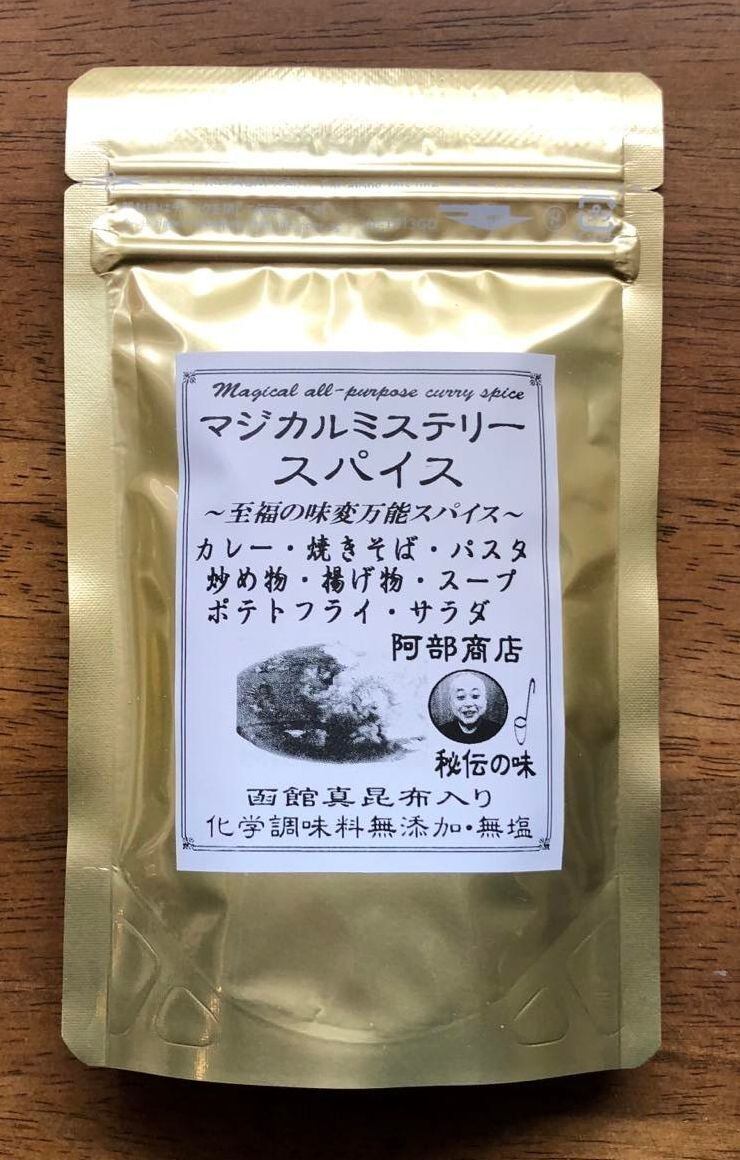 Magical all-purpose curry spice
マジカルミステリー
スパイス
～至福の味変万能スパイス～
カレー・焼きそば・パスタ
炒め物・揚げ物・スープ
ポテトフライ・サラダ
阿部商店
秘伝の味
函館真昆布入り
化学調味料無添加・無塩